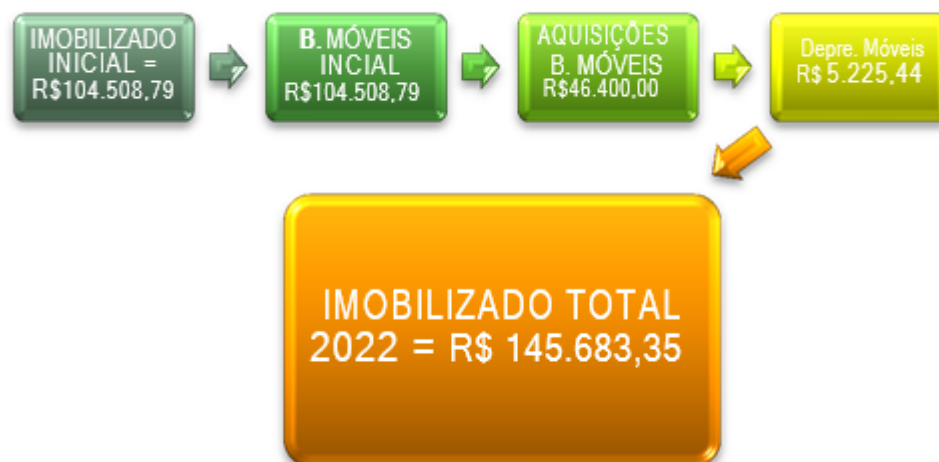 IMOBILIZADO
INICIAL =
R$104.508,79
B. MÓVEIS
INCIAL
R$104.508,79
AQUISIÇÕES
B. MÓVEIS
R$46.400,00
Depre. Móveis
R$ 5.225,44
IMOBILIZADO TOTAL
2022 = R$ 145.683,35